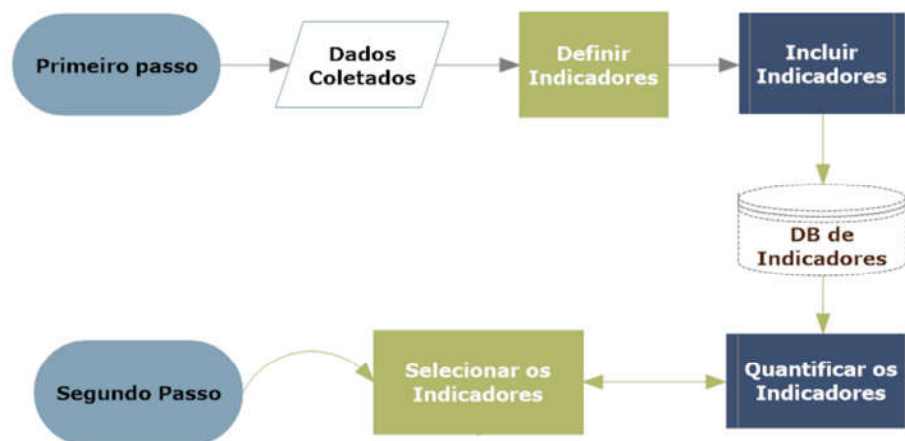 Primeiro passo
Dados
Coletados
Definir
Indicadores
Incluir
Indicadores
DB de
Indicadores
Segundo Passo
Selecionar os
Indicadores
Quantificar os
Indicadores